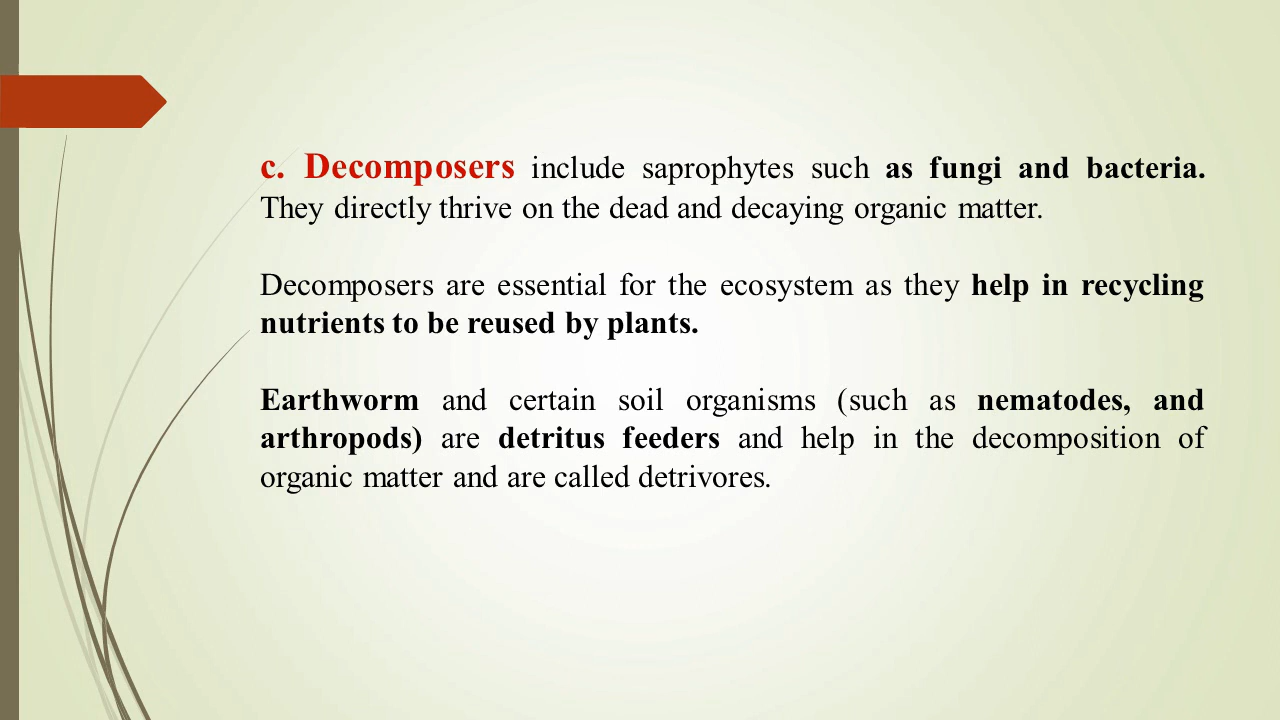 c. Decomposers include saprophytes such as fungi and bacteria.
They directly thrive on the dead and decaying organic matter.
Decomposers are essential for the ecosystem as they help in recycling
nutrients to be reused by plants.
Earthworm and certain soil organisms (such as nematodes, and
arthropods) are detritus feeders and help in the decomposition of
organic matter and are called detrivores.